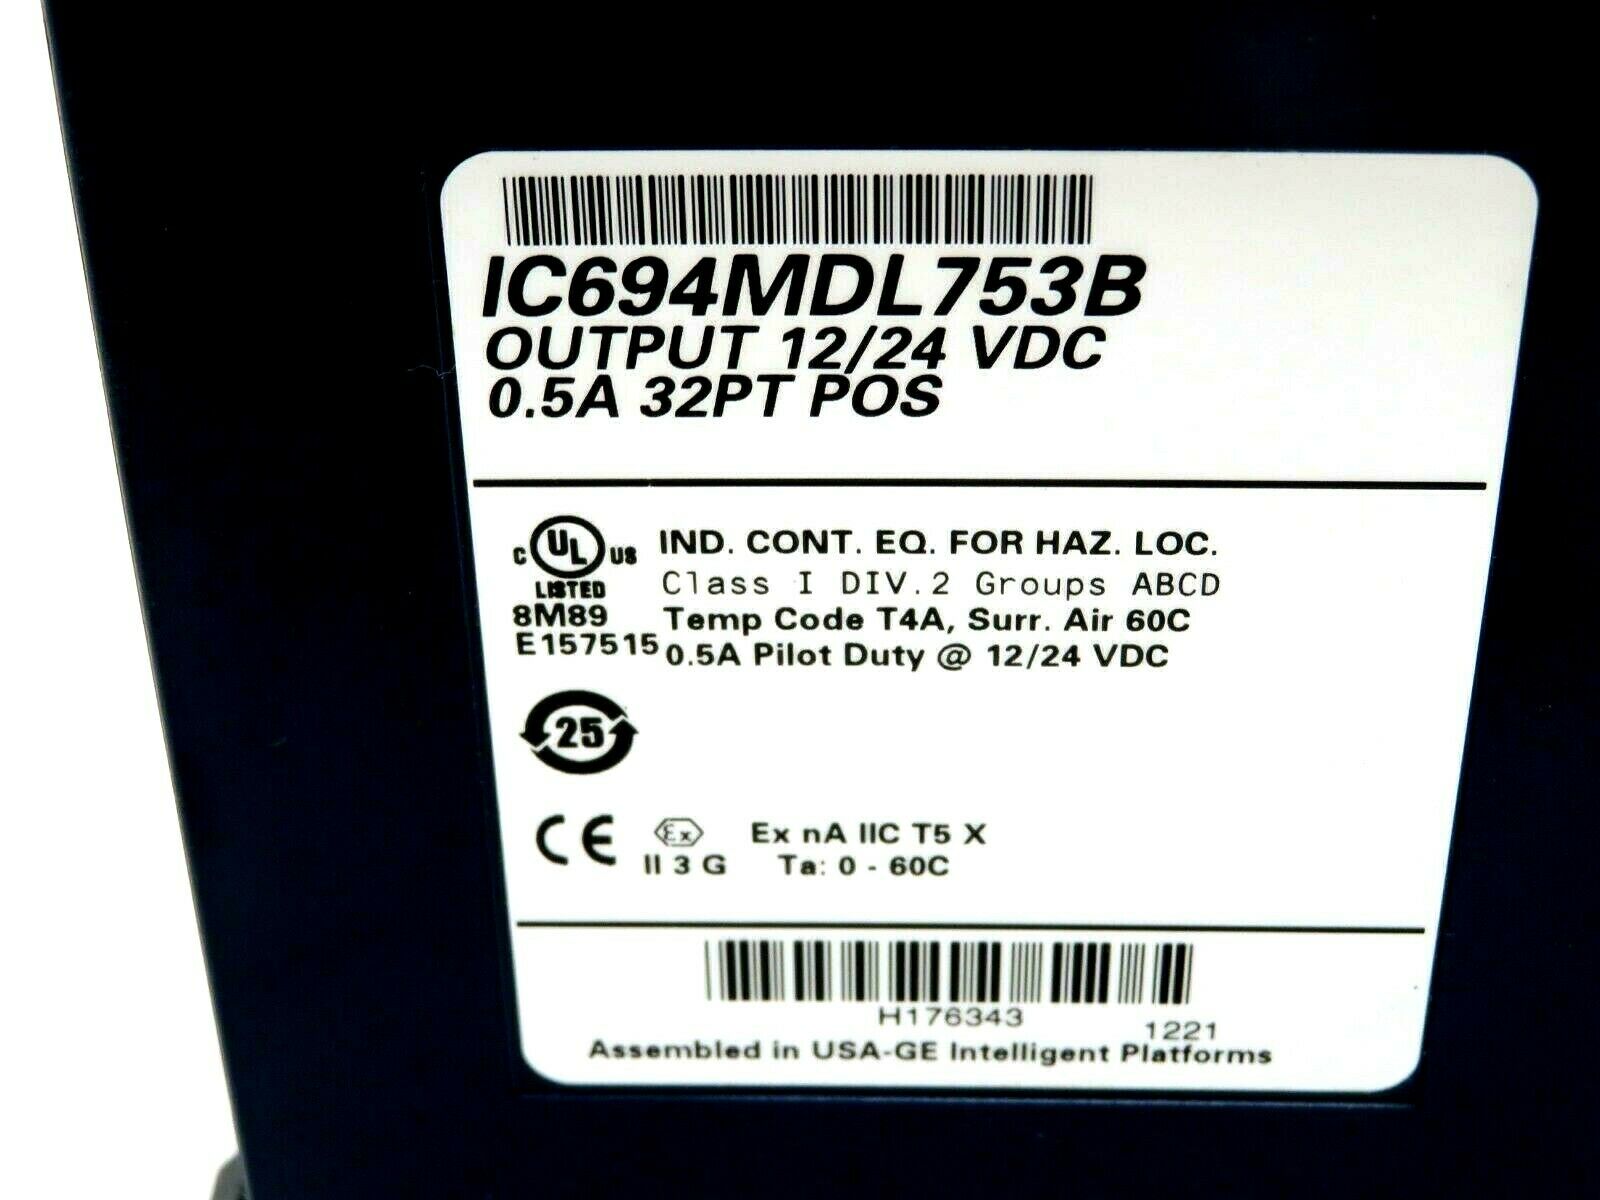 IC694MDL753B
OUTPUT 12/24 VDC
0.5A 32PT POS
C UL US
LISTED
8M89
E157515
IND. CONT. EQ. FOR HAZ. LOC.
Class I DIV.2 Groups ABCD
Temp Code T4A, Surr. Air 60C
0.5A Pilot Duty @ 12/24 VDC
25
CE
Ex
II 3 G
Ex nA IIC T5 X
Ta: 0 - 60C
H176343
1221
Assembled in USA-GE Intelligent Platforms